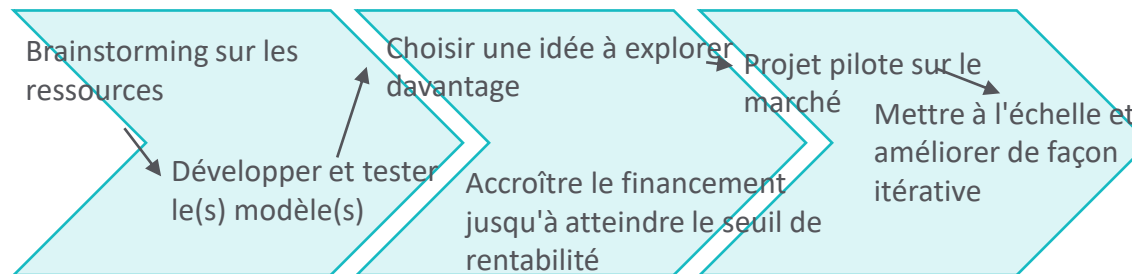 Brainstorming sur les
ressources
Développer et tester
le(s) modèle(s)
Choisir une idée à explorer
davantage
Accroître le financement
jusqu'à atteindre le seuil de
rentabilité
Projet pilote sur le
marché
Mettre à l'échelle et
améliorer de façon
itérative